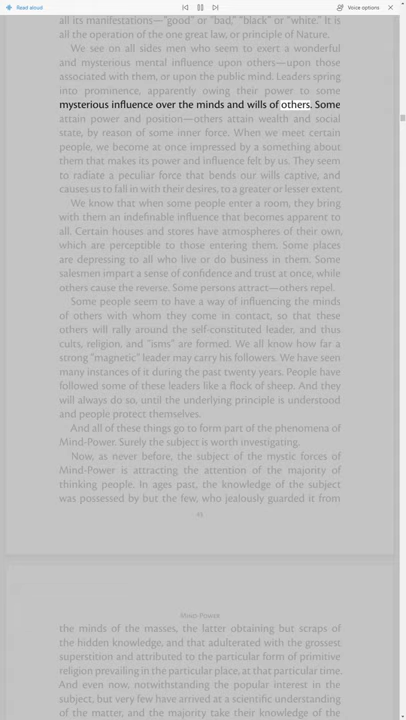 Read aloud
Voice options
all its manifestations—"good" or "bad," "black" or "white." It is
all the operation of the one great law, or principle of Nature.
We see on all sides men who seem to exert a wonderful
and mysterious mental influence upon others—upon those
associated with them, or upon the public mind. Leaders spring
into prominence, apparently owing their power to some
mysterious influence over the minds and wills of others. Some
attain power and position—others attain wealth and social
state, by reason of some inner force. When we meet certain
people, we become at once impressed by a something about
them that makes its power and influence felt by us. They seem
to radiate a peculiar force that bends our wills captive, and
causes us to fall in with their desires, to a greater or lesser extent.
We know that when some people enter a room, they bring
with them an indefinable influence that becomes apparent to
all. Certain houses and stores have atmospheres of their own,
which are perceptible to those entering them. Some places
are depressing to all who live or do business in them. Some
salesmen impart a sense of confidence and trust at once, while
others cause the reverse. Some persons attract—others repel.
Some people seem to have a way of influencing the minds
of others with whom they come in contact, so that these
others will rally around the self-constituted leader, and thus
cults, religion, and "isms" are formed. We all know how far a
strong "magnetic" leader may carry his followers. We have seen
many instances of it during the past twenty years. People have
followed some of these leaders like a flock of sheep. And they
will always do so, until the underlying principle is understood
and people protect themselves.
And all of these things go to form part of the phenomena of
Mind-Power. Surely the subject is worth investigating.
Now, as never before, the subject of the mystic forces of
Mind-Power is attracting the attention of the majority of
thinking people. In ages past, the knowledge of the subject
was possessed by but the few, who jealously guarded it from
45
Mind-Power
the minds of the masses, the latter obtaining but scraps of
the hidden knowledge, and that adulterated with the grossest
superstition and attributed to the particular form of primitive
religion prevailing in the particular place, at that particular time.
And even now, notwithstanding the popular interest in the
subject, but very few have arrived at a scientific understanding
of the matter, and the majority take their knowledge of the